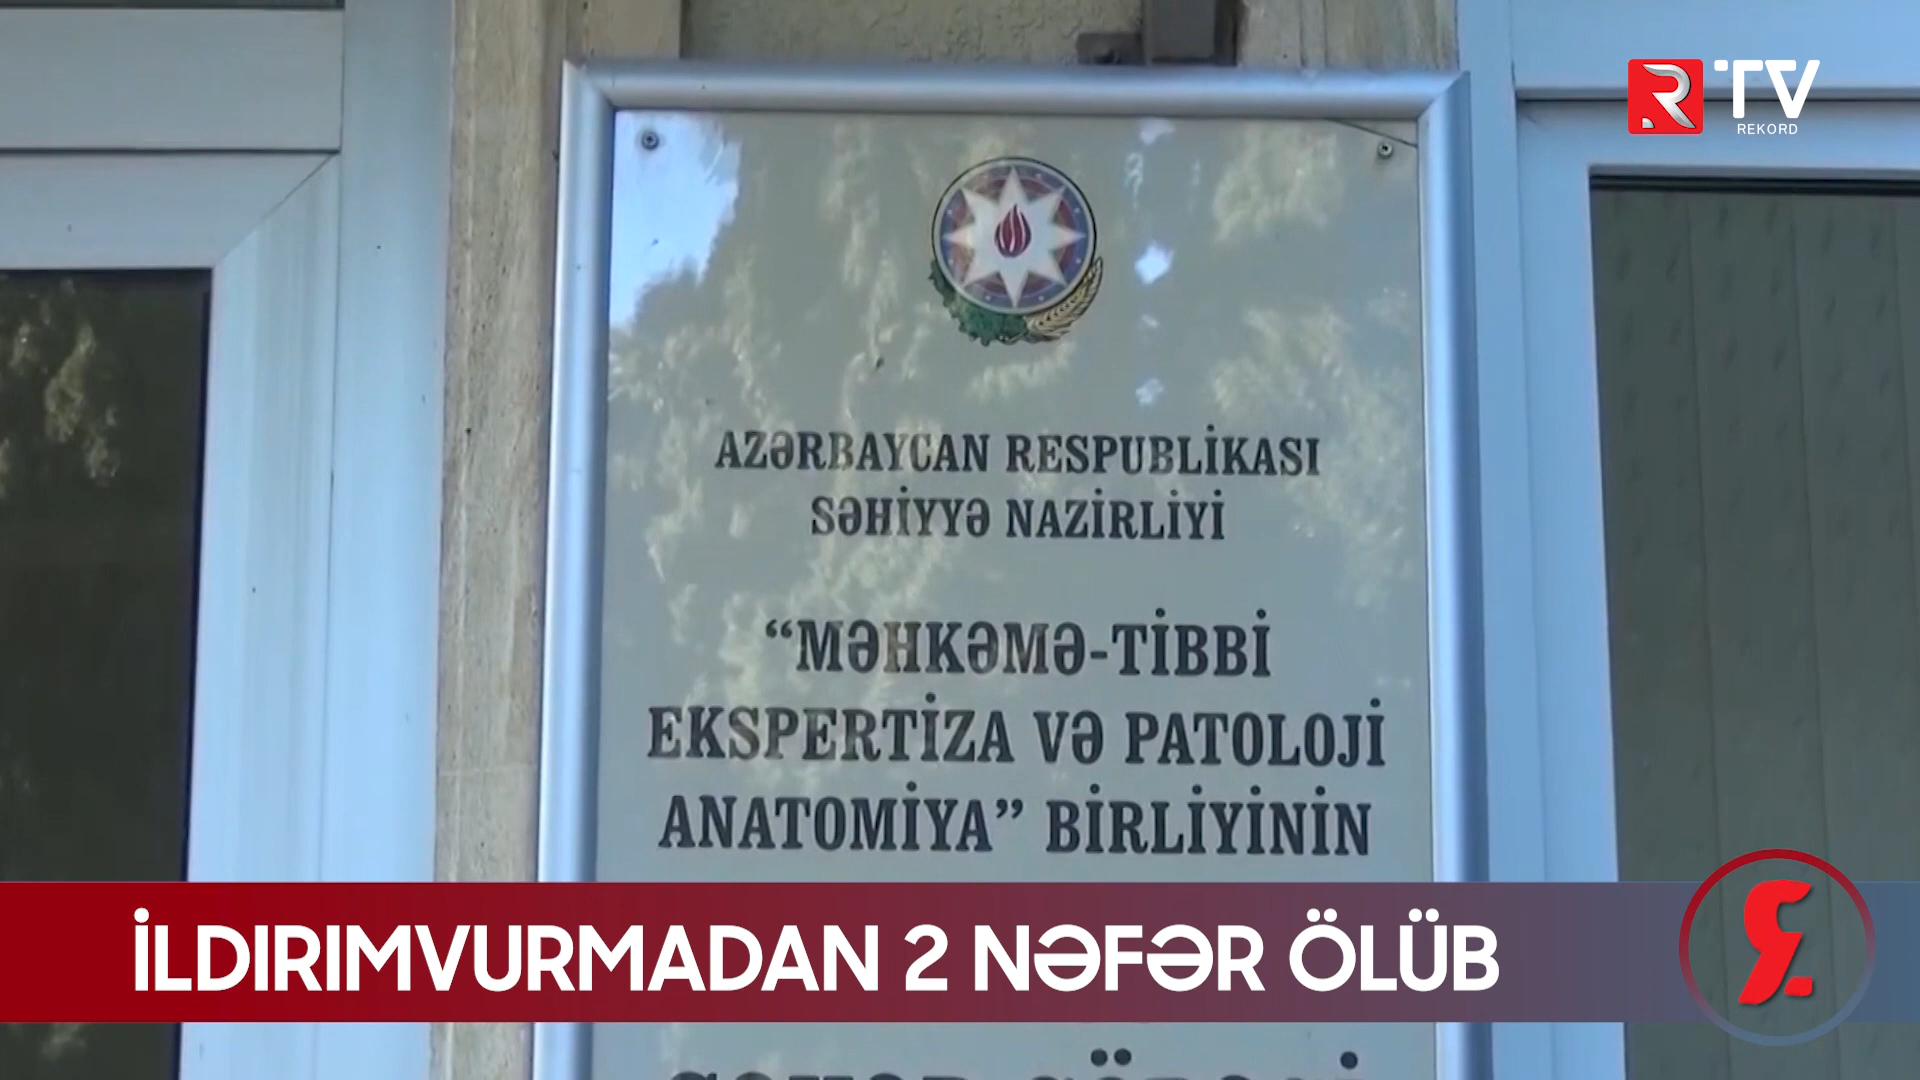 R TV
REKORD
AZƏRBAYCAN RESPUBLİKASI
SƏHİYYƏ NAZİRLİYİ
“MƏHKƏMƏ-TİBBİ
EKSPERTİZA VƏ PATOLOJİ
ANATOMİYA” BİRLİYİNİN
İLDIRIMVURMADAN 2 NƏFƏR ÖLÜB